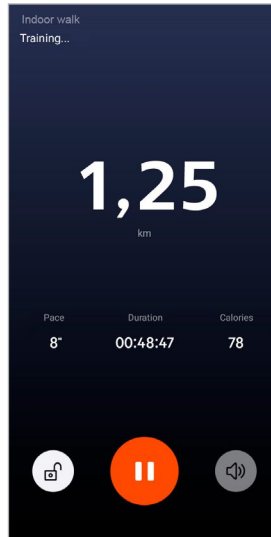 Indoor walk
Training...
1,25
km
Pace Duration Calories
8" 00:48:47 78